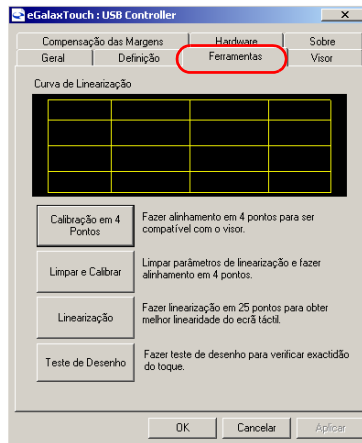 eGalaxTouch : USB Controller
Compensação das Margens
Hardware
Sobre
Geral
Definição
Ferramentas
Visor
Curva de Linearização
Calibração em 4
Pontos
Fazer alinhamento em 4 pontos para ser
compatível com o visor.
Limpar e Calibrar
Limpar parâmetros de linearização e fazer
alinhamento em 4 pontos.
Linearização
Fazer linearização em 25 pontos para obter
melhor linearidade do ecrã táctil.
Teste de Desenho
Fazer teste de desenho para verificar exactidão
do toque.
OK
Cancelar
Aplicar